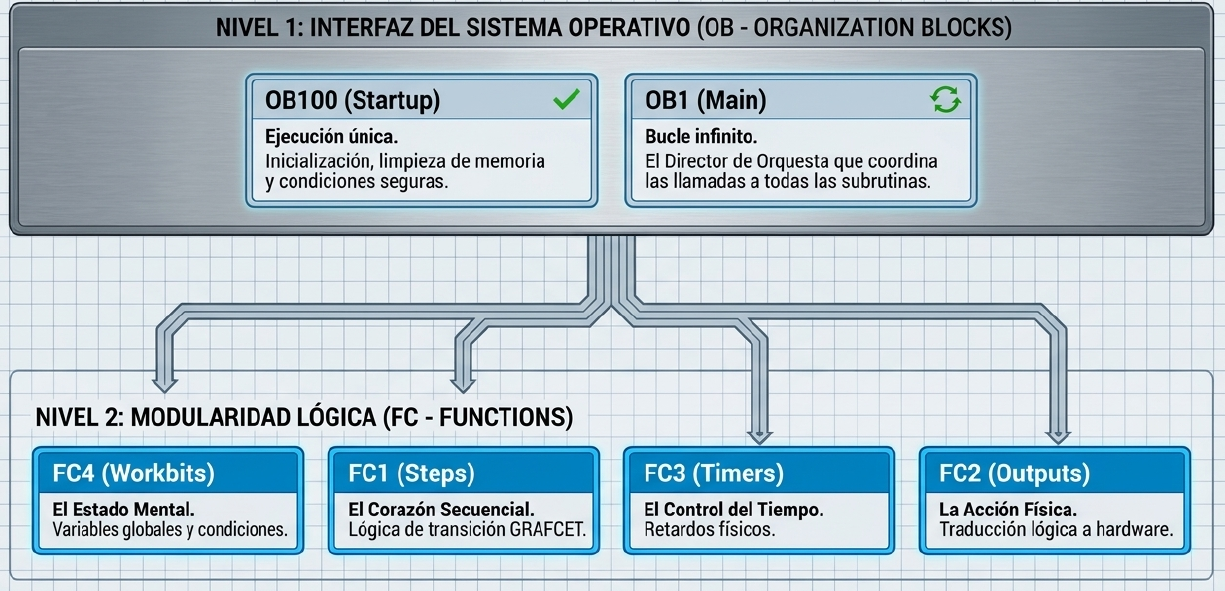 NIVEL 1: INTERFAZ DEL SISTEMA OPERATIVO (OB - ORGANIZATION BLOCKS)
OB100 (Startup)
Ejecución única.
Inicialización, limpieza de memoria
y condiciones seguras.
OB1 (Main)
Bucle infinito.
El Director de Orquesta que coordina
las llamadas a todas las subrutinas.
NIVEL 2: MODULARIDAD LÓGICA (FC - FUNCTIONS)
FC4 (Workbits)
El Estado Mental.
Variables globales y condiciones.
FC1 (Steps)
El Corazón Secuencial.
Lógica de transición GRAFCET.
FC3 (Timers)
El Control del Tiempo.
Retardos físicos.
FC2 (Outputs)
La Acción Física.
Traducción lógica a hardware.